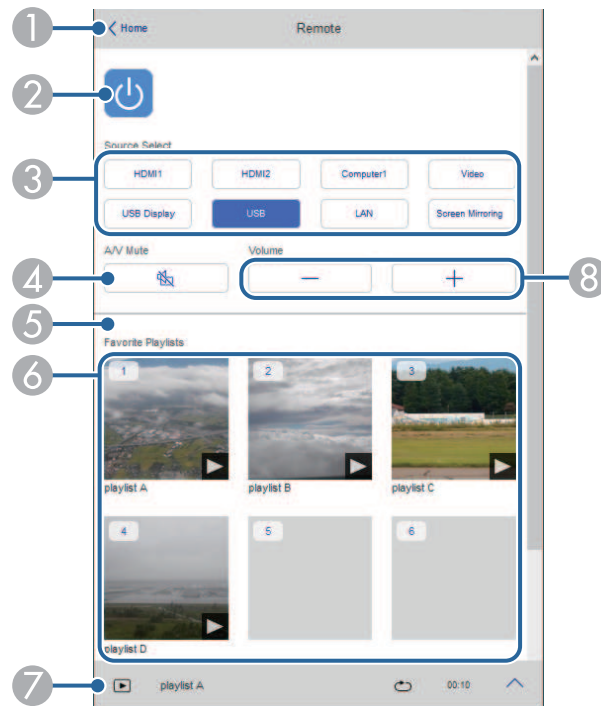 1 Home Remote
2
Source Select
3 HDMI1 HDMI2 Computer1 Video
USB Display USB LAN Screen Mirroring
A/V Mute Volume
4 8
5
Favorite Playlists
6
1 2 3
playlist A playlist B playlist C
4 5 6
playlist D
7 playlist A 00:10